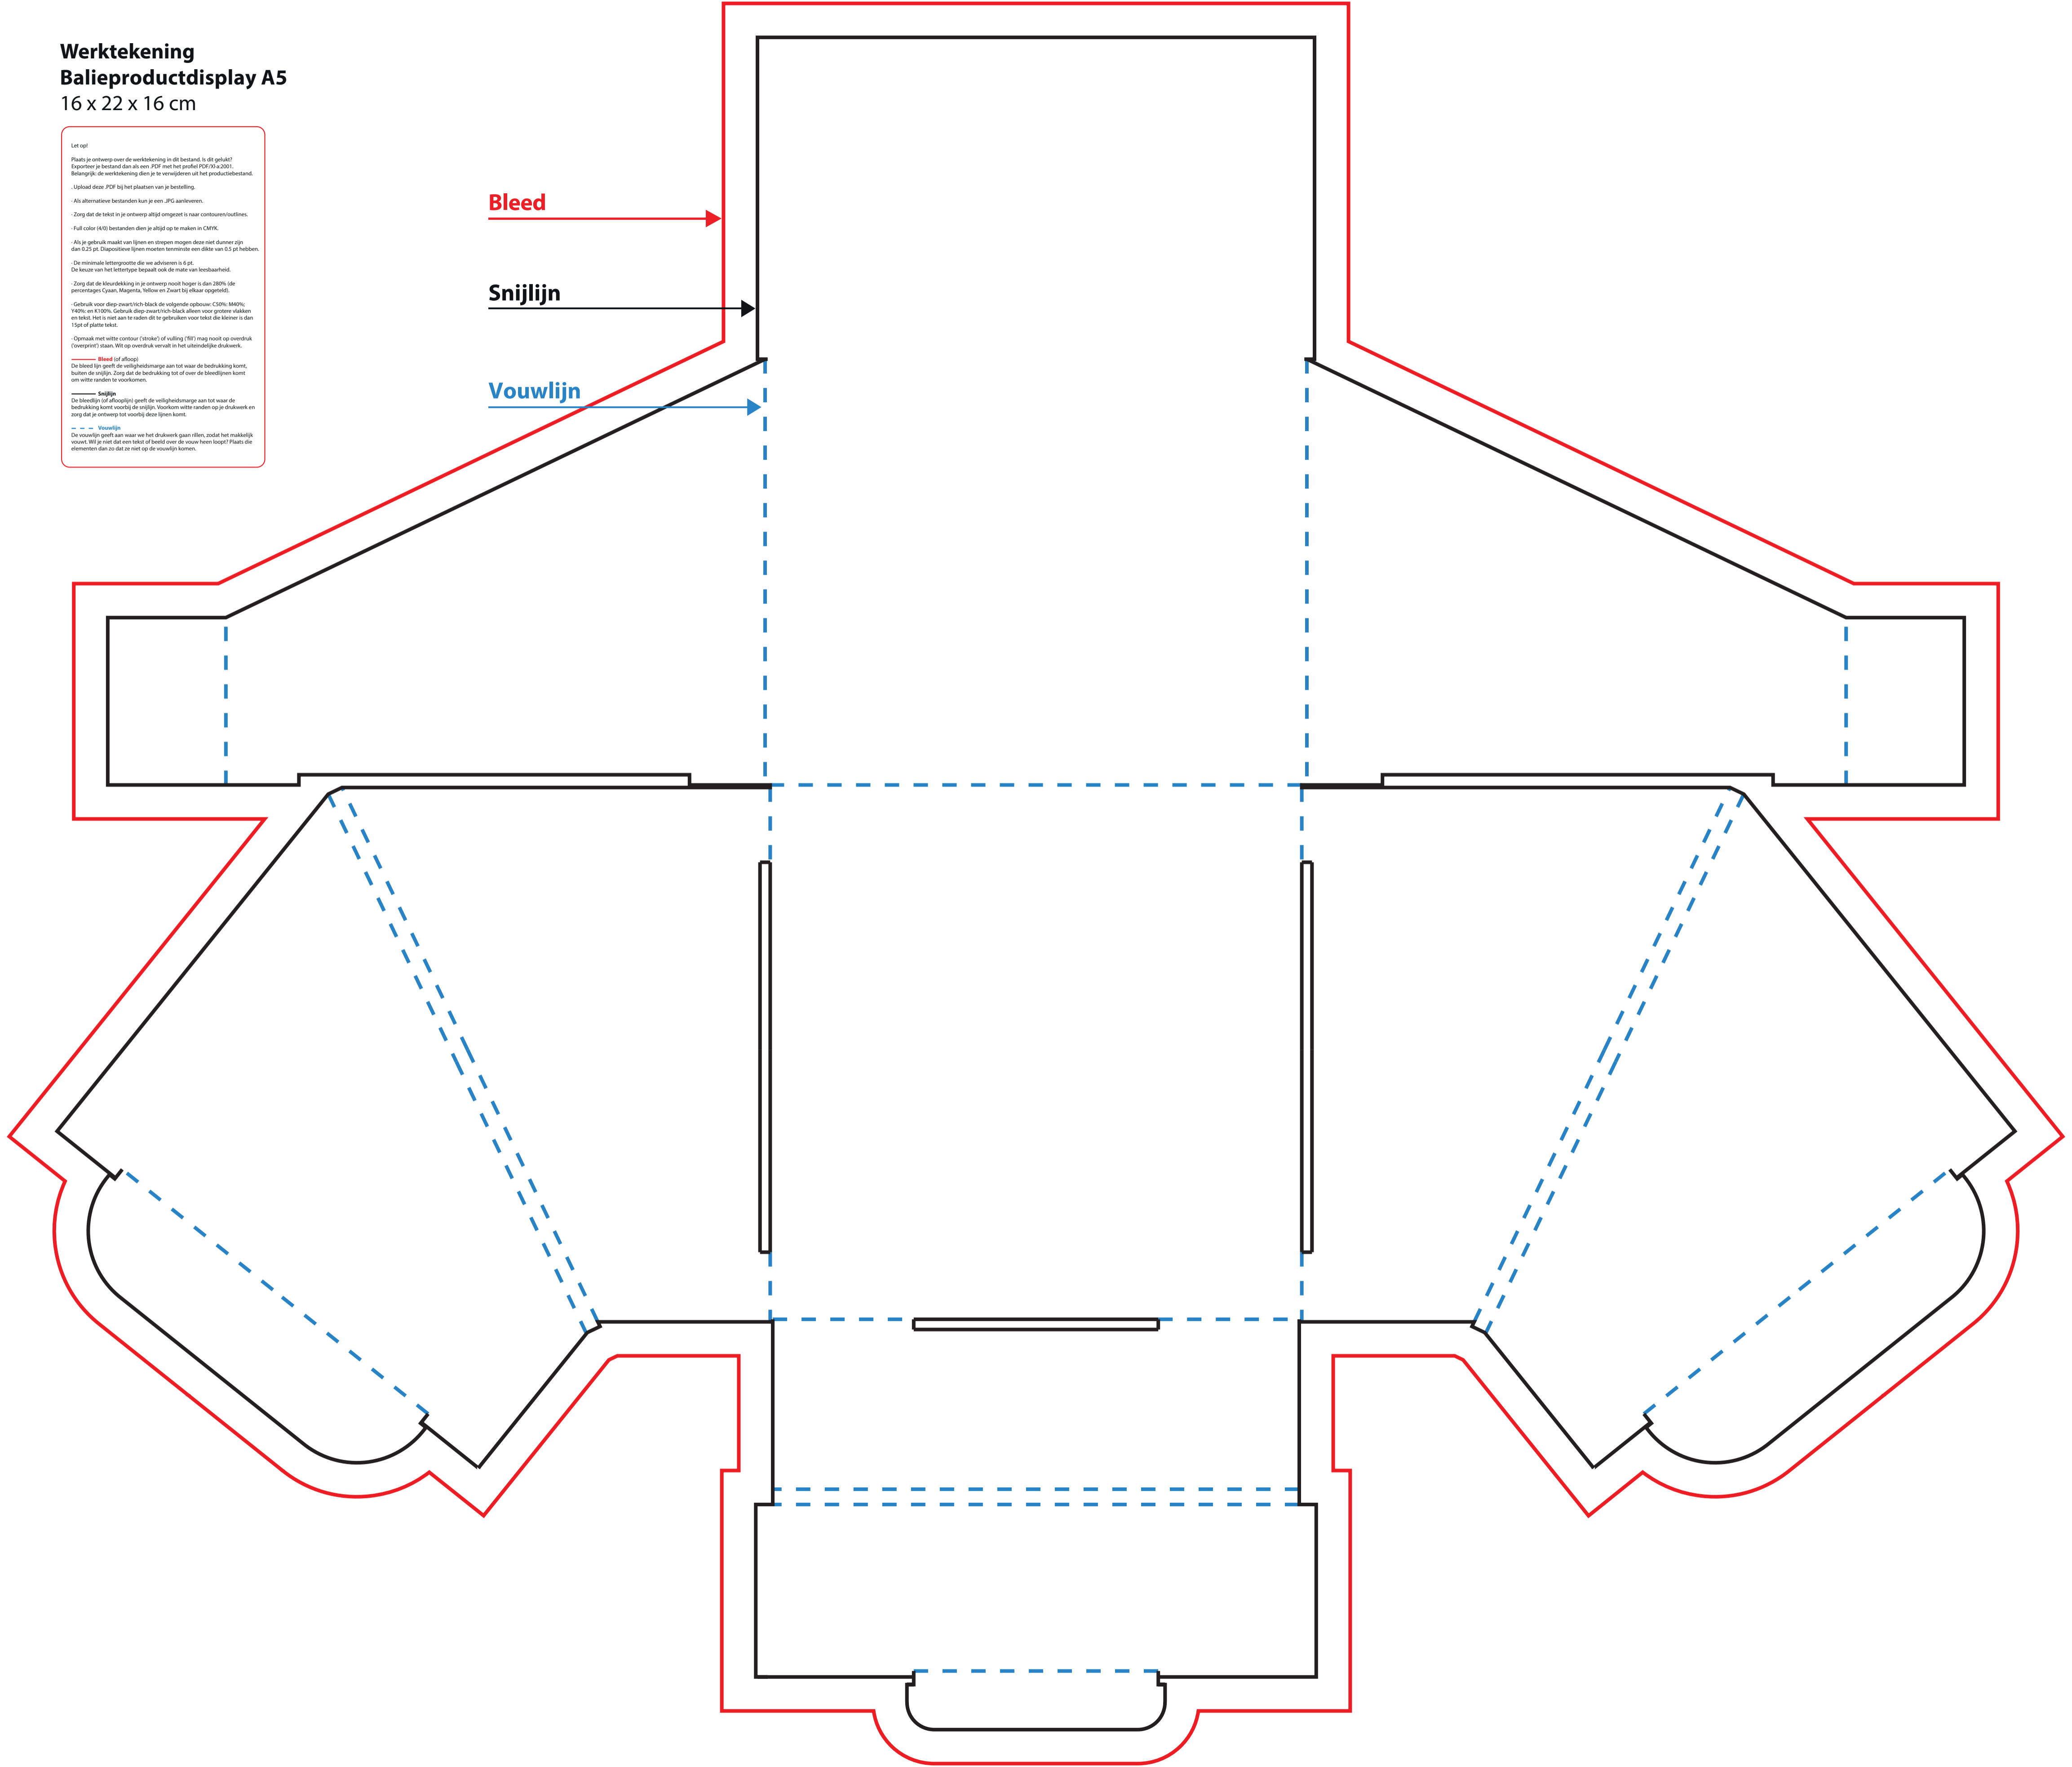 Werktekening
Balieproductdisplay A5
16 x 22 x 16 cm
Let op!
Plaats je ontwerp over de werktekening in dit bestand. Is dit gelukt?
Exporteer je bestand dan als een .PDF met het profiel PDF/XI-a:2001.
Belangrijk: de werktekening dien je te verwijderen uit het productiebestand.
. Upload deze .PDF bij het plaatsen van je bestelling.
· Als alternatieve bestanden kun je een .JPG aanleveren.
· Zorg dat de tekst in je ontwerp altijd omgezet is naar contouren/outlines.
· Full color (4/0) bestanden dien je altijd op te maken in CMYK.
· Als je gebruik maakt van lijnen en strepen mogen deze niet dunner zijn
dan 0.25 pt. Diapositieve lijnen moeten tenminste een dikte van 0.5 pt hebben.
· De minimale lettergrootte die we adviseren is 6 pt.
De keuze van het lettertype bepaalt ook de mate van leesbaarheid.
· Zorg dat de kleurdekking in je ontwerp nooit hoger is dan 280% (de
percentages Cyaan, Magenta, Yellow en Zwart bij elkaar opgeteld).
· Gebruik voor diep-zwart/rich-black de volgende opbouw: C50%: M40%;
Y40%: en K100%. Gebruik diep-zwart/rich-black alleen voor grotere vlakken
en tekst. Het is niet aan te raden dit te gebruiken voor tekst die kleiner is dan
15pt of platte tekst.
· Opmaak met witte contour ('stroke') of vulling ('fill') mag nooit op overdruk
('overprint') staan. Wit op overdruk vervalt in het uiteindelijke drukwerk.
Bleed (of afloop)
De bleed lijn geeft de veiligheidsmarge aan tot waar de bedrukking komt,
buiten de snijlijn. Zorg dat de bedrukking tot of over de bleedlijnen komt
om witte randen te voorkomen.
Snijlijn
De bleedlijn (of aflooplijn) geeft de veiligheidsmarge aan tot waar de
bedrukking komt voorbij de snijlijn. Voorkom witte randen op je drukwerk en
zorg dat je ontwerp tot voorbij deze lijnen komt.
Vouwlijn
De vouwlijn geeft aan waar we het drukwerk gaan rillen, zodat het makkelijk
vouwt. Wil je niet dat een tekst of beeld over de vouw heen loopt? Plaats die
elementen dan zo dat ze niet op de vouwlijn komen.
Bleed
Snijlijn
Vouwlijn